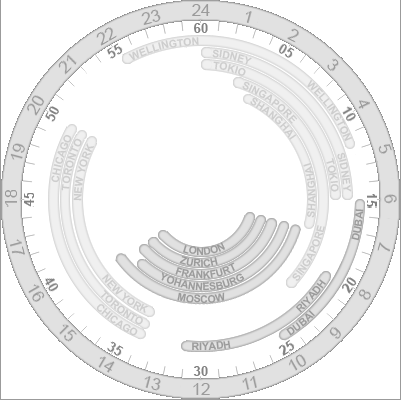 24
1
2
3
4
5
6
7
8
9
10
11
12
13
14
15
16
17
18
19
20
21
22
23
60
05
10
15
20
25
30
35
40
45
50
55
WELLINGTON
WELLINGTON
SIDNEY
SIDNEY
TOKIO
TOKIO
SINGAPORE
SINGAPORE
SHANGHAI
SHANGHAI
DUBAI
DUBAI
RIYADH
RIYADH
LONDON
ZURICH
FRANKFURT
YOHANNESBURG
MOSCOW
NEW YORK
NEW YORK
TORONTO
TORONTO
CHICAGO
CHICAGO